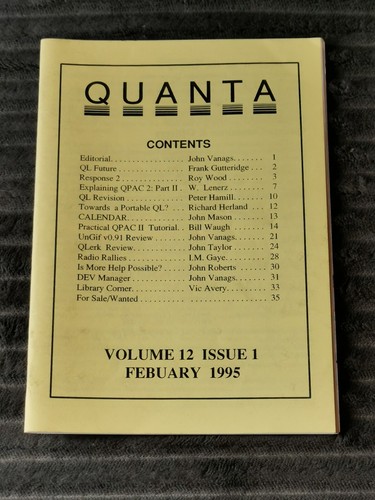 QUANTA
CONTENTS
Editorial. . . . . . . . . . . . . . . . . John Vanags. . . . . . . 1
QL Future . . . . . . . . . . . . . . Frank Gutteridge . . . 2
Response 2 . . . . . . . . . . . . . Roy Wood . . . . . . . . 3
Explaining QPAC 2: Part II . W. Lenerz . . . . . . . . 7
QL Revision . . . . . . . . . . . . Peter Hamill. . . . . . . 10
Towards a Portable QL? . . . Richard Herland . . . 12
CALENDAR. . . . . . . . . . . . John Mason . . . . . . 13
Practical QPAC II Tutorial. . Bill Waugh . . . . . . 14
UnGif v0.91 Review . . . . . . John Vanags. . . . . . 21
QLerk Review. . . . . . . . . . . John Taylor . . . . . . 24
Radio Rallies . . . . . . . . . . . . I.M. Gaye. . . . . . . . 28
Is More Help Possible? . . . . . John Roberts . . . . . 30
DEV Manager . . . . . . . . . . . John Vanags. . . . . . 31
Library Corner. . . . . . . . . . . Vic Avery. . . . . . . . 33
For Sale/Wanted . . . . . . . . . . . . . . . . . . . . . . . . 35
VOLUME 12 ISSUE 1
FEBUARY 1995